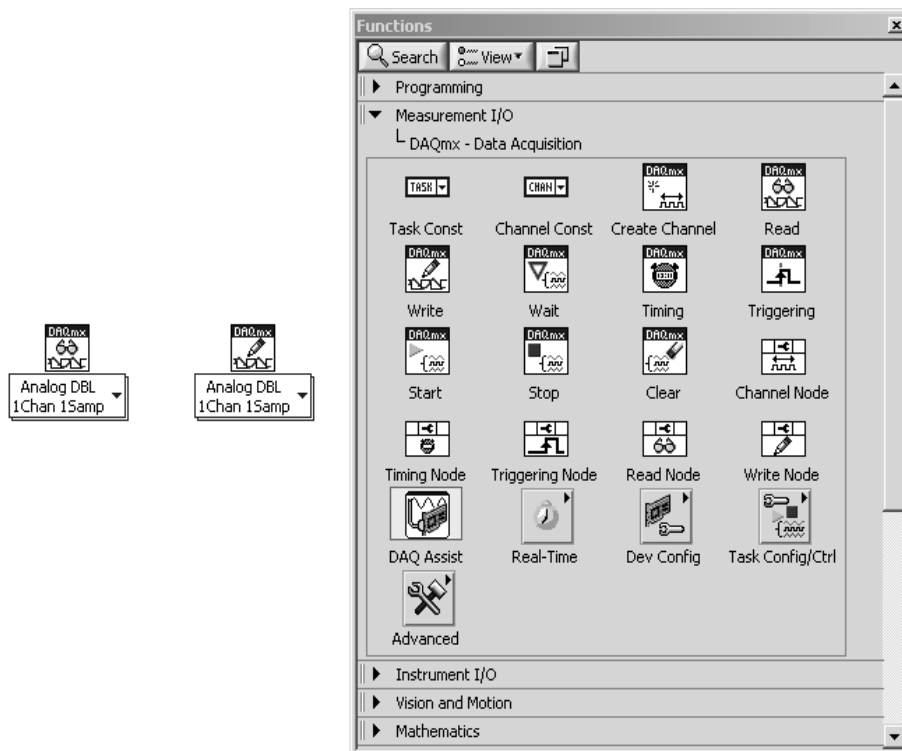 Functions
Search View
Programming
Measurement I/O
DAQmx - Data Acquisition
TASK CHAN DAQmx DAQmx
Task Const Channel Const Create Channel Read
DAQmx DAQmx DAQmx DAQmx
Write Wait Timing Triggering
DAQmx DAQmx DAQmx
Start Stop Clear Channel Node
Timing Node Triggering Node Read Node Write Node
DAQ Assist Real-Time Dev Config Task Config/Ctrl
Advanced
Instrument I/O
Vision and Motion
Mathematics
DAQmx
Analog DBL
1Chan 1Samp
DAQmx
Analog DBL
1Chan 1Samp